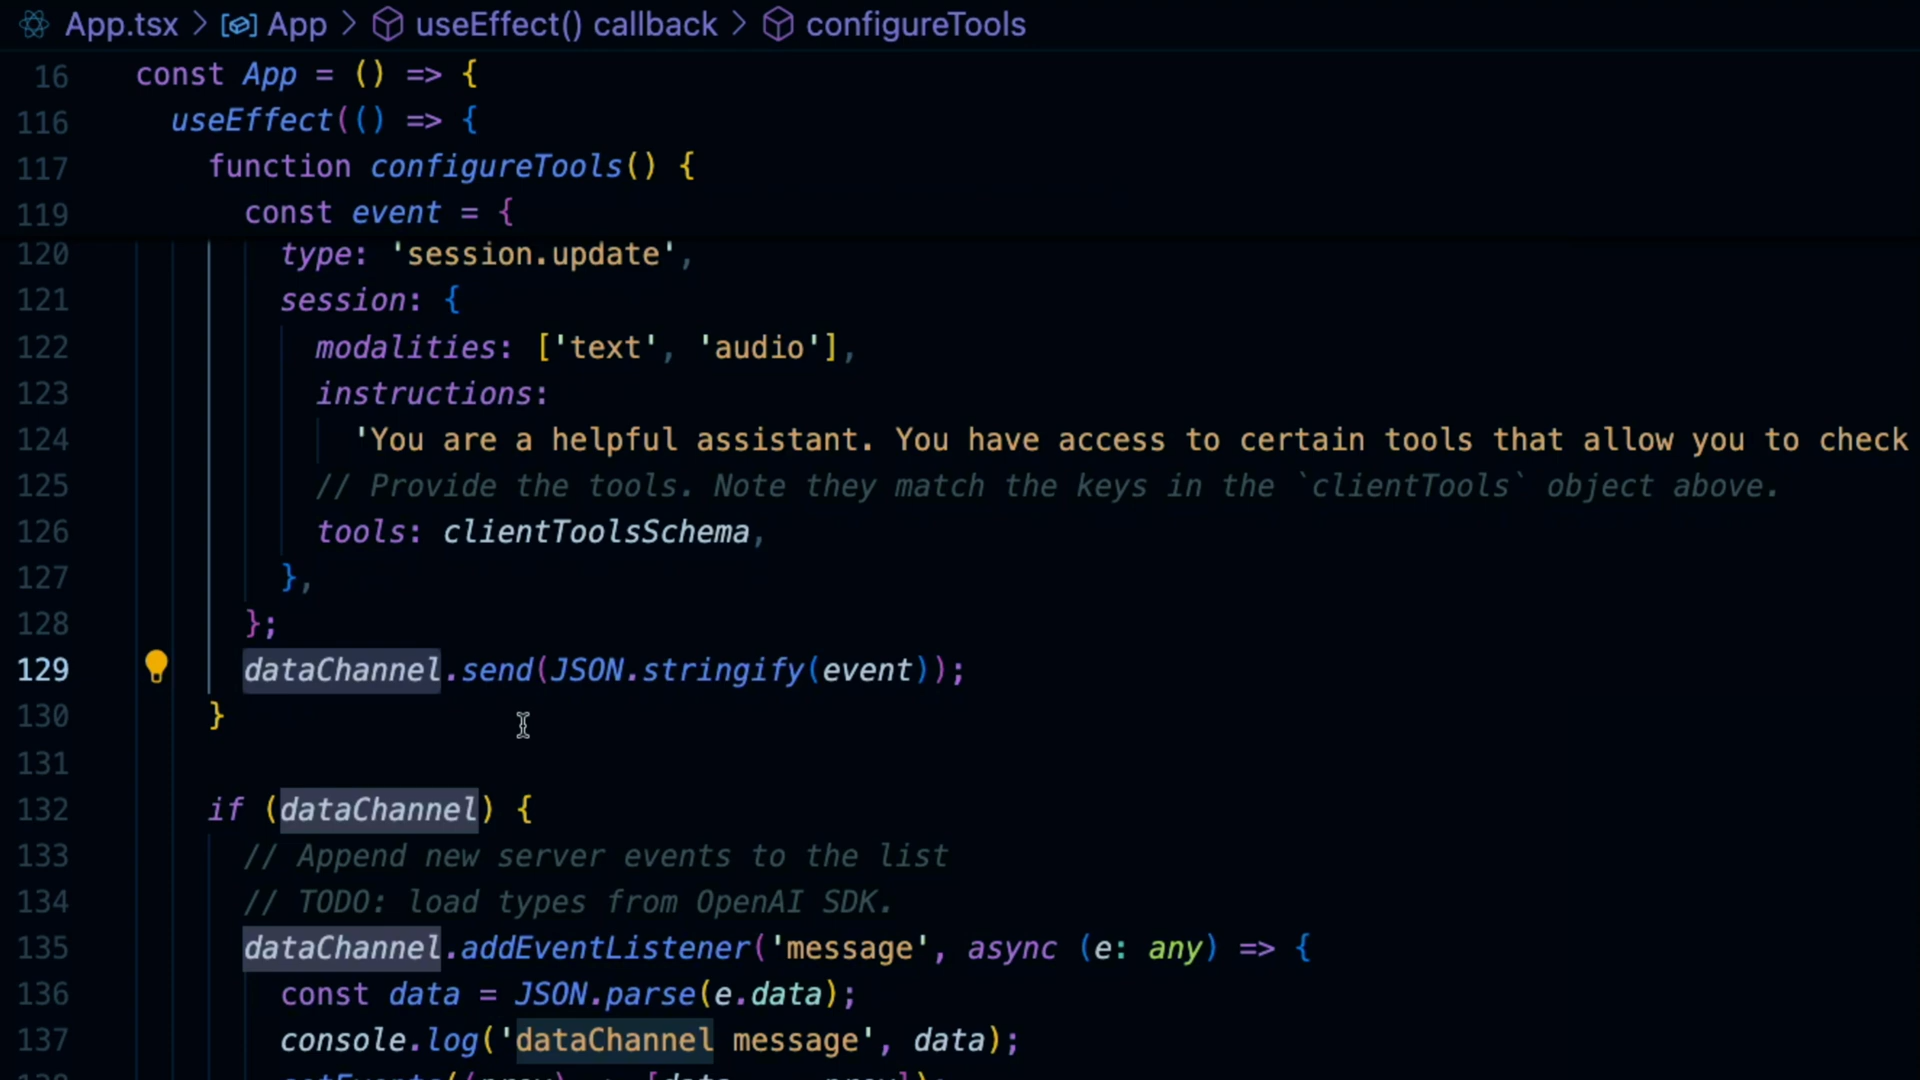 App.tsx > App > useEffect() callback > configureTools
16 const App = () => {
116 useEffect(() => {
117 function configureTools() {
119 const event = {
120 type: 'session.update',
121 session: {
122 modalities: ['text', 'audio'],
123 instructions:
124 'You are a helpful assistant. You have access to certain tools that allow you to check
125 // Provide the tools. Note they match the keys in the `clientTools` object above.
126 tools: clientToolsSchema,
127 },
128 };
129 dataChannel.send(JSON.stringify(event));
130 }
131
132 if (dataChannel) {
133 // Append new server events to the list
134 // TODO: load types from OpenAI SDK.
135 dataChannel.addEventListener('message', async (e: any) => {
136 const data = JSON.parse(e.data);
137 console.log('dataChannel message', data);